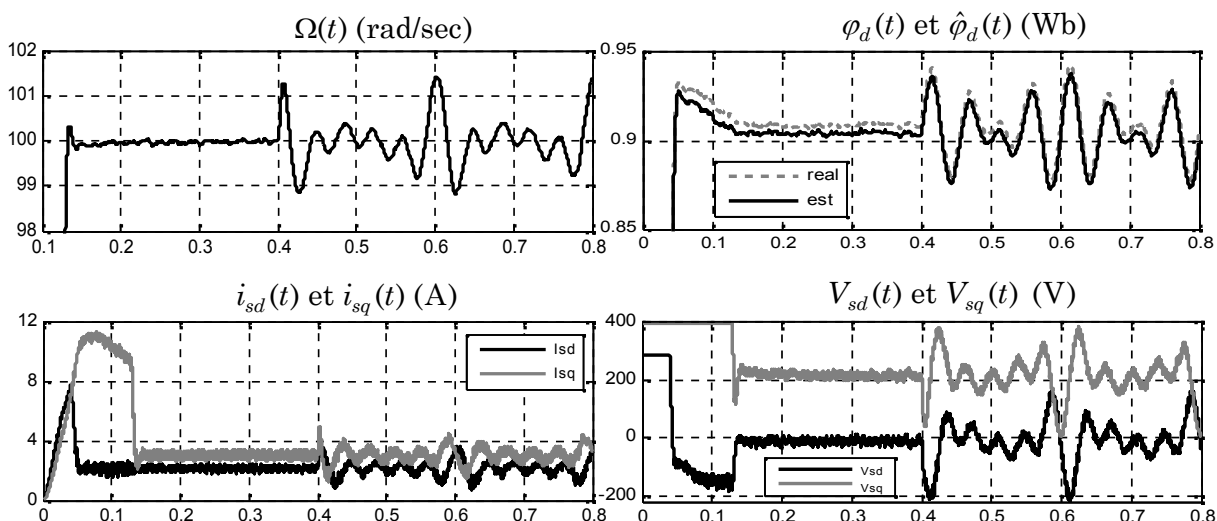 Ω(t) (rad/sec)
φ_d(t) et φ̂_d(t) (Wb)
102
101
100
99
98
0.1 0.2 0.3 0.4 0.5 0.6 0.7 0.8
0.95
0.9
0.85
real
est
0 0.1 0.2 0.3 0.4 0.5 0.6 0.7 0.8
i_sd(t) et i_sq(t) (A)
V_sd(t) et V_sq(t) (V)
12
8
4
0
Isd
Isq
0 0.1 0.2 0.3 0.4 0.5 0.6 0.7 0.8
400
200
0
-200
Vsd
Vsq
0 0.1 0.2 0.3 0.4 0.5 0.6 0.7 0.8